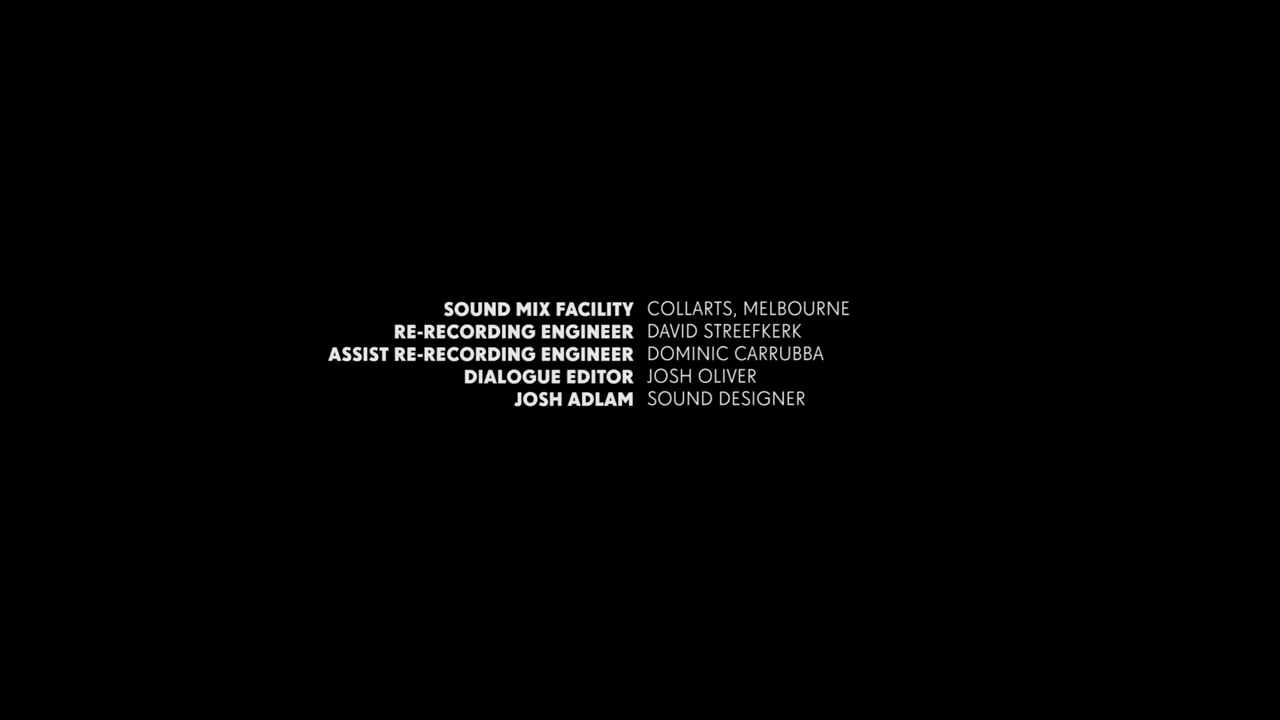 SOUND MIX FACILITY COLLARTS, MELBOURNE
RE-RECORDING ENGINEER DAVID STREEFKERK
ASSIST RE-RECORDING ENGINEER DOMINIC CARRUBBA
DIALOGUE EDITOR JOSH OLIVER
JOSH ADLAM SOUND DESIGNER